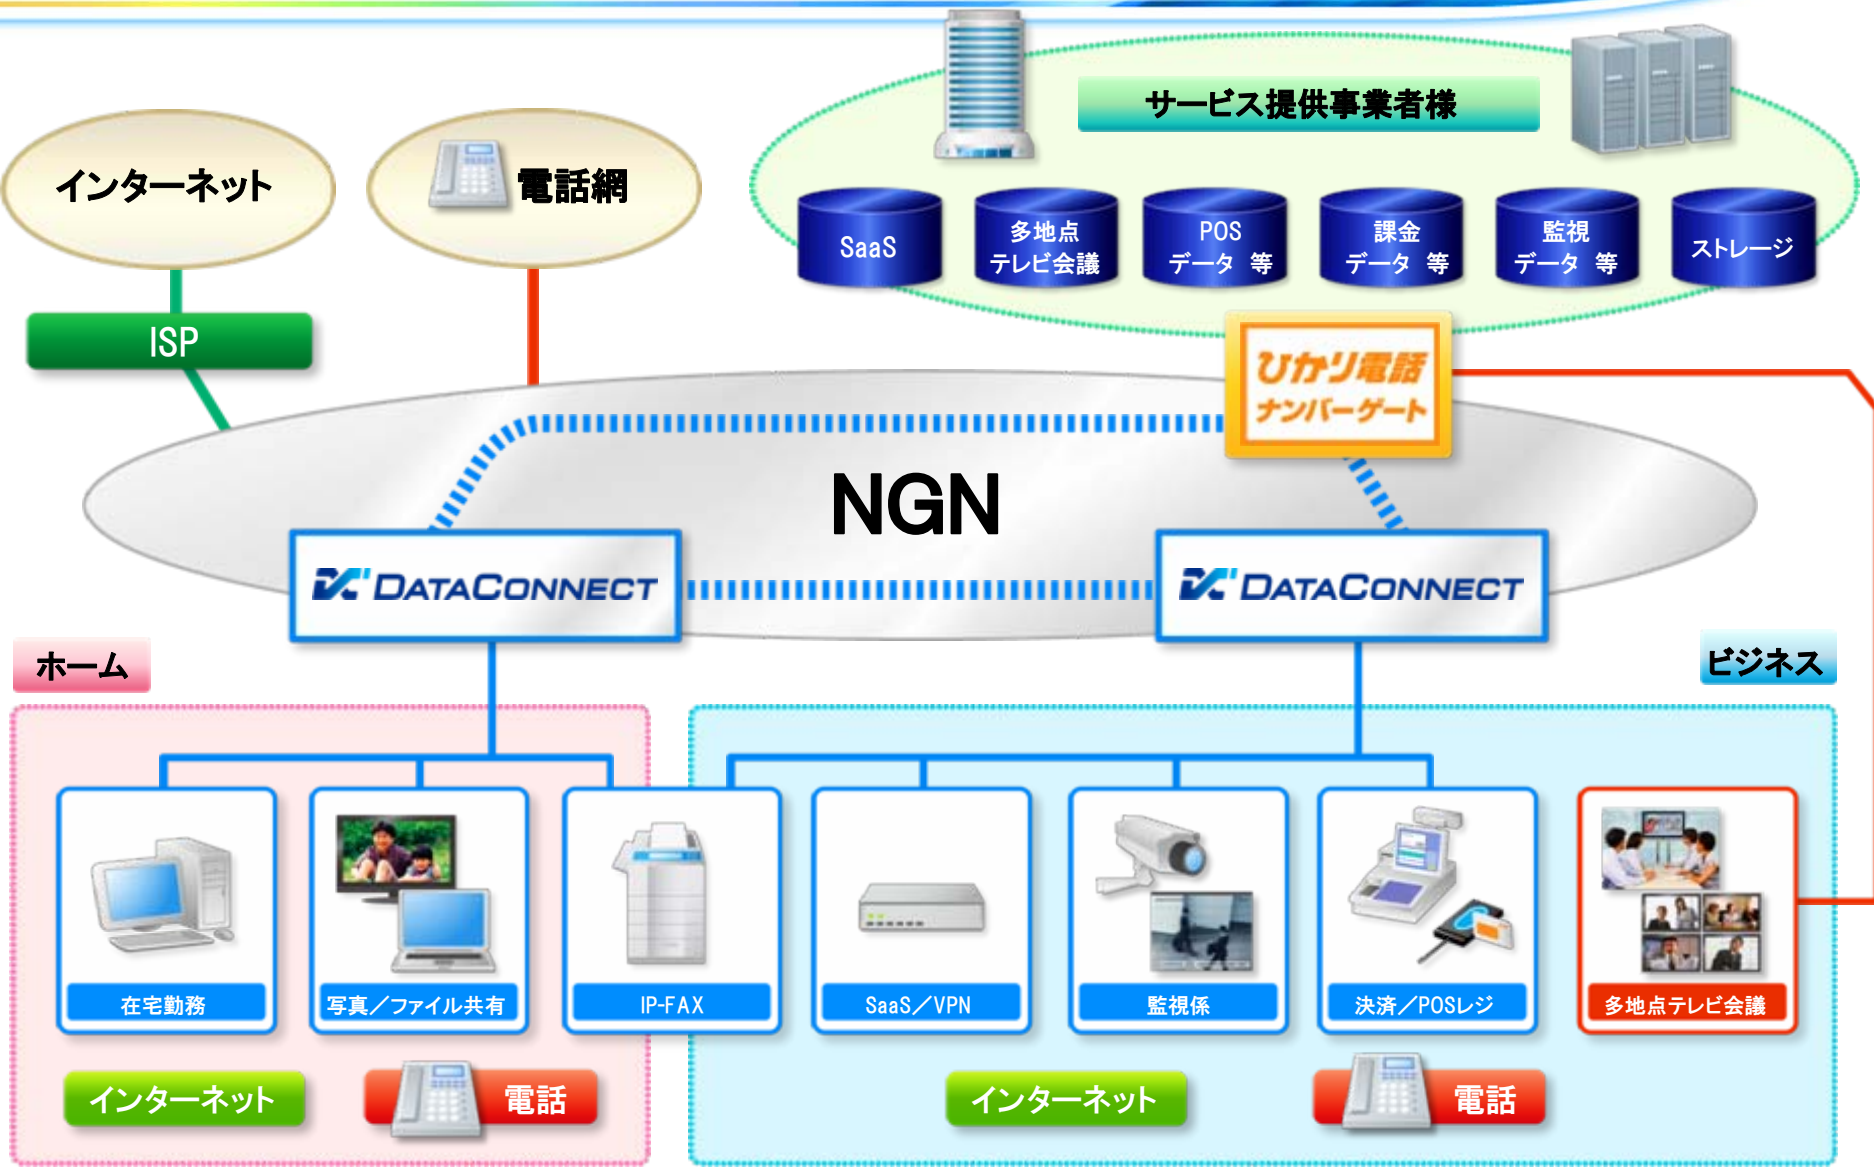 サービス提供事業者様
インターネット
電話網
SaaS
多地点
テレビ会議
POS
データ 等
課金
データ 等
監視
データ 等
ストレージ
ISP
ひかり電話
ナンバーゲート
NGN
DATACONNECT
DATACONNECT
ホーム
ビジネス
在宅勤務
写真／ファイル共有
IP-FAX
SaaS／VPN
監視係
決済／POSレジ
多地点テレビ会議
インターネット
電話
インターネット
電話